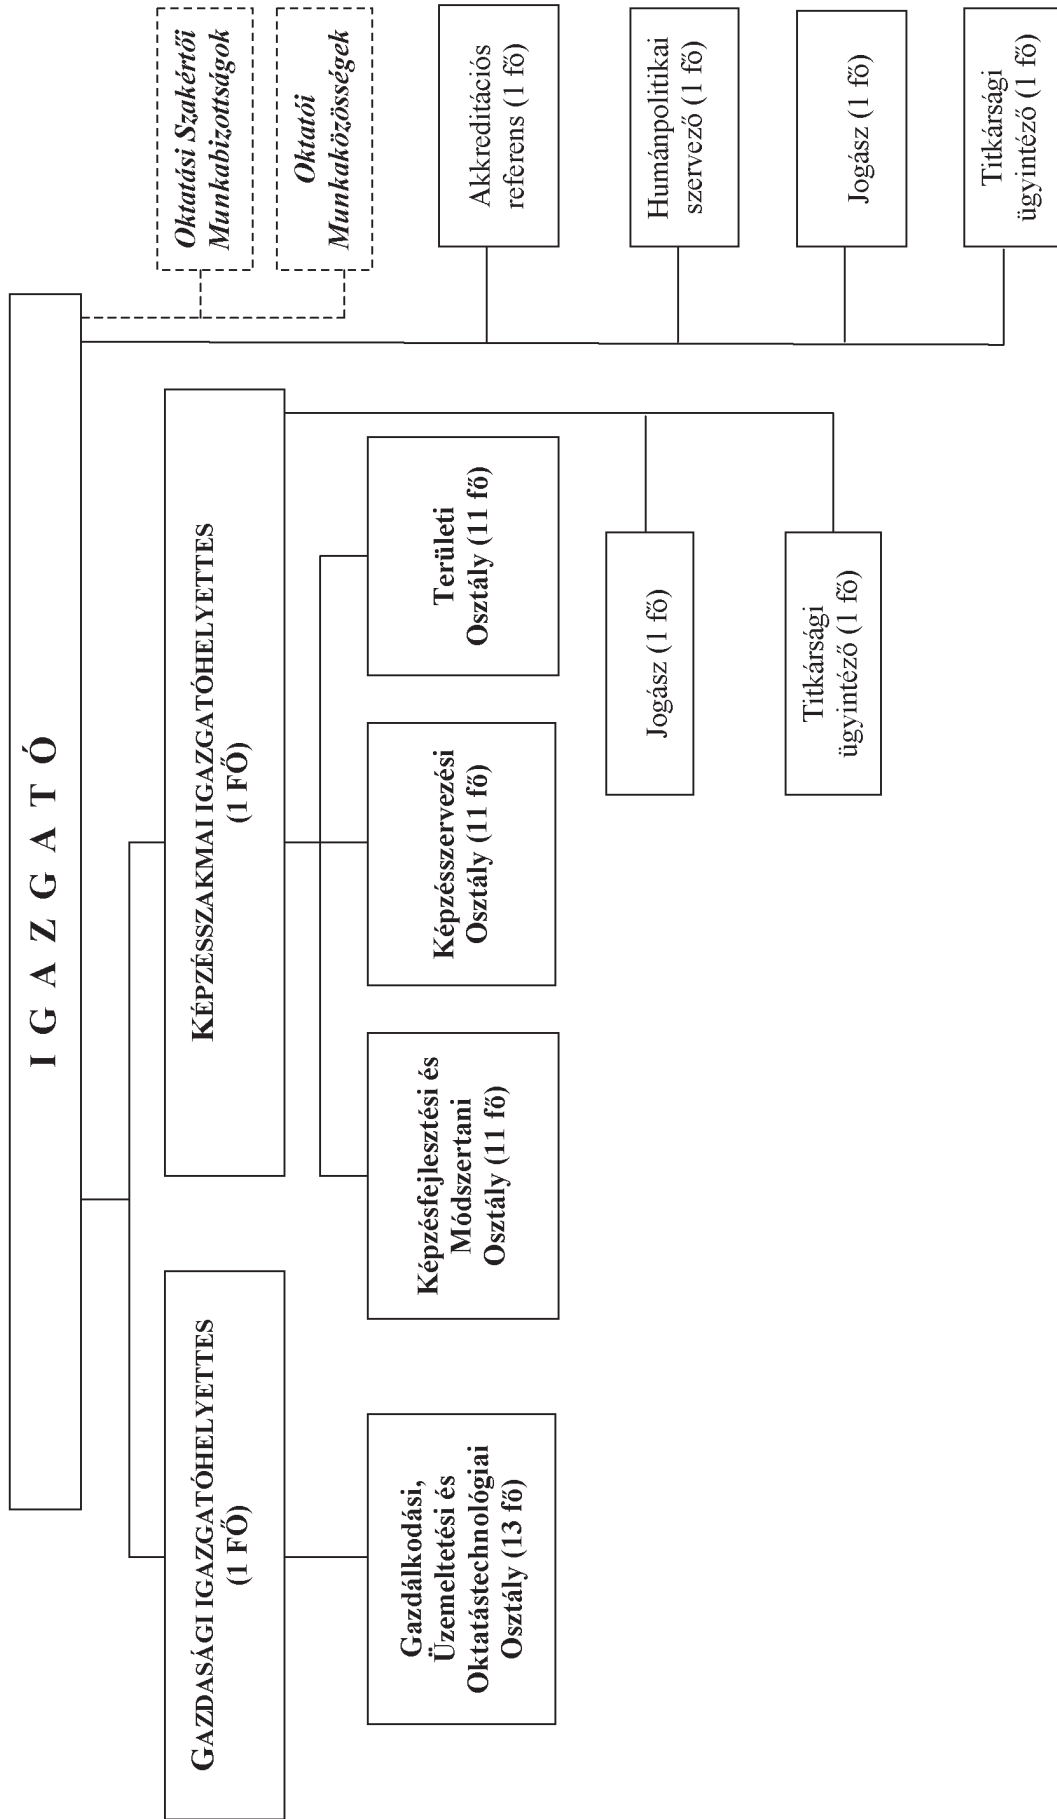 I G A Z G A T Ó
GAZDASÁGI IGAZGATÓHELYETTES
(1 FŐ)
KÉPZÉSSZAKMAI IGAZGATÓHELYETTES
(1 FŐ)
Oktatási Szakértői
Munkabizottságok
Oktatói
Munkaközösségek
Gazdálkodási,
Üzemeltetési és
Oktatástechnológiai
Osztály (13 fő)
Képzésfejlesztési és
Módszertani
Osztály (11 fő)
Képzésszervezési
Osztály (11 fő)
Területi
Osztály (11 fő)
Akkreditációs
referens (1 fő)
Humánpolitikai
szervező (1 fő)
Jogász (1 fő)
Titkársági
ügyintéző (1 fő)
Jogász (1 fő)
Titkársági
ügyintéző (1 fő)